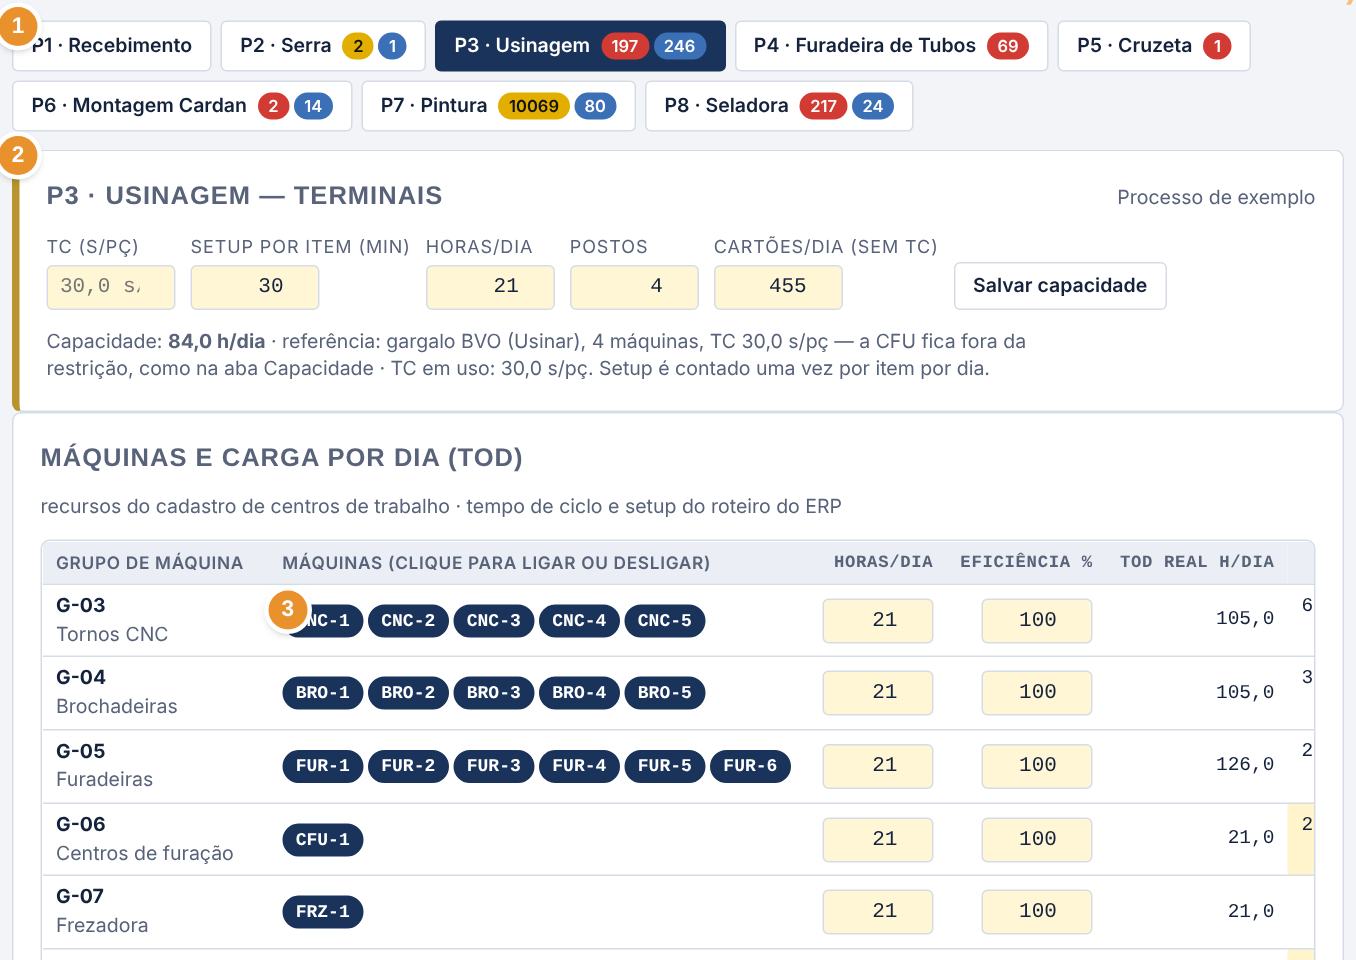 1
P1 · Recebimento
P2 · Serra 2 1
P3 · Usinagem 197 246
P4 · Furadeira de Tubos 69
P5 · Cruzeta 1
P6 · Montagem Cardan 2 14
P7 · Pintura 10069 80
P8 · Seladora 217 24
2
P3 · USINAGEM — TERMINAIS
Processo de exemplo
TC (S/PÇ) SETUP POR ITEM (MIN) HORAS/DIA POSTOS CARTÕES/DIA (SEM TC)
30,0 s/ 30 21 4 455 Salvar capacidade
Capacidade: 84,0 h/dia · referência: gargalo BVO (Usinar), 4 máquinas, TC 30,0 s/pç — a CFU fica fora da
restrição, como na aba Capacidade · TC em uso: 30,0 s/pç. Setup é contado uma vez por item por dia.
MÁQUINAS E CARGA POR DIA (TOD)
recursos do cadastro de centros de trabalho · tempo de ciclo e setup do roteiro do ERP
GRUPO DE MÁQUINA MÁQUINAS (CLIQUE PARA LIGAR OU DESLIGAR) HORAS/DIA EFICIÊNCIA % TOD REAL H/DIA
G-03
Tornos CNC
3
NC-1 CNC-2 CNC-3 CNC-4 CNC-5 21 100 105,0 6
G-04
Brochadeiras
BRO-1 BRO-2 BRO-3 BRO-4 BRO-5 21 100 105,0 3
G-05
Furadeiras
FUR-1 FUR-2 FUR-3 FUR-4 FUR-5 FUR-6 21 100 126,0 2
G-06
Centros de furação
CFU-1 21 100 21,0 2
G-07
Frezadora
FRZ-1 21 100 21,0